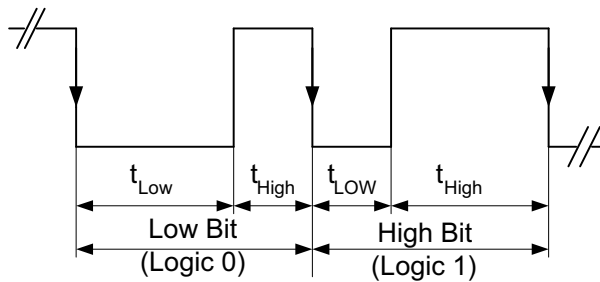 tLow tHigh tLOW tHigh
Low Bit High Bit
(Logic 0) (Logic 1)